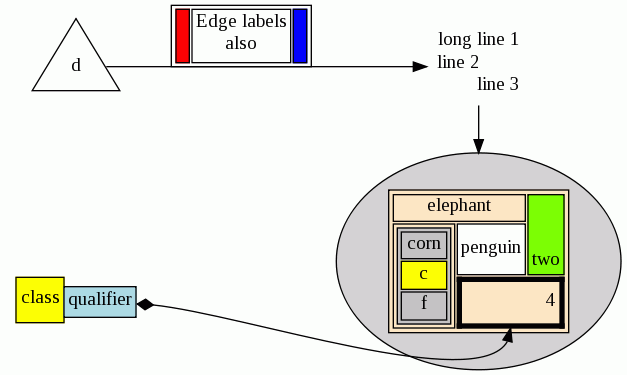 Edge labels
also
d
long line 1
line 2
line 3
elephant
two
corn
c
f
penguin
4
class
qualifier